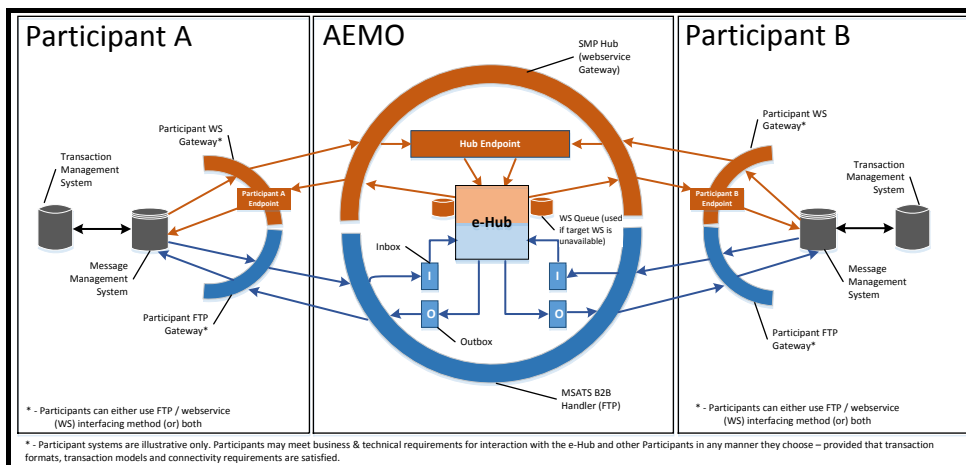 Participant A
AEMO
Participant B
SMP Hub
(webservice
Gateway)
Participant WS
Gateway*
Transaction
Management
System
Participant A
Endpoint
Message
Management
System
Participant FTP
Gateway*
Hub Endpoint
e-Hub
WS Queue (used
if target WS is
unavailable)
Inbox
I
I
O
O
Outbox
MSATS B2B
Handler (FTP)
Participant WS
Gateway*
Transaction
Management
System
Participant B
Endpoint
Message
Management
System
Participant FTP
Gateway*
* - Participants can either use FTP / webservice
(WS) interfacing method (or) both
* - Participants can either use FTP / webservice
(WS) interfacing method (or) both
* - Participant systems are illustrative only. Participants may meet business & technical requirements for interaction with the e-Hub and other Participants in any manner they choose – provided that transaction
formats, transaction models and connectivity requirements are satisfied.